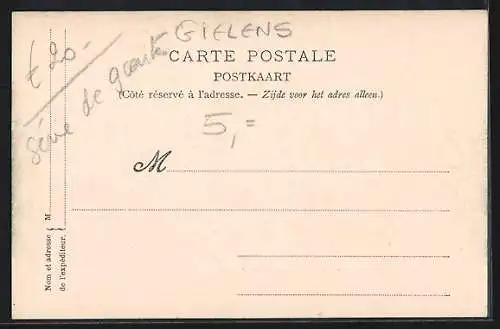 GIELENS
€20-
série de
CARTE POSTALE
POSTKAART
(Côté réservé à l'adresse. — Zijde voor het adres alleen.)
5,=
M
Nom et adresse } M
de l'expéditeur.